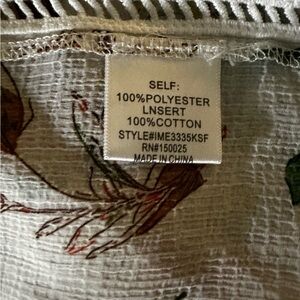 SELF:
100%POLYESTER
LNSERT
100%COTTON
STYLE#IME3335KSF
RN#150025
MADE IN CHINA